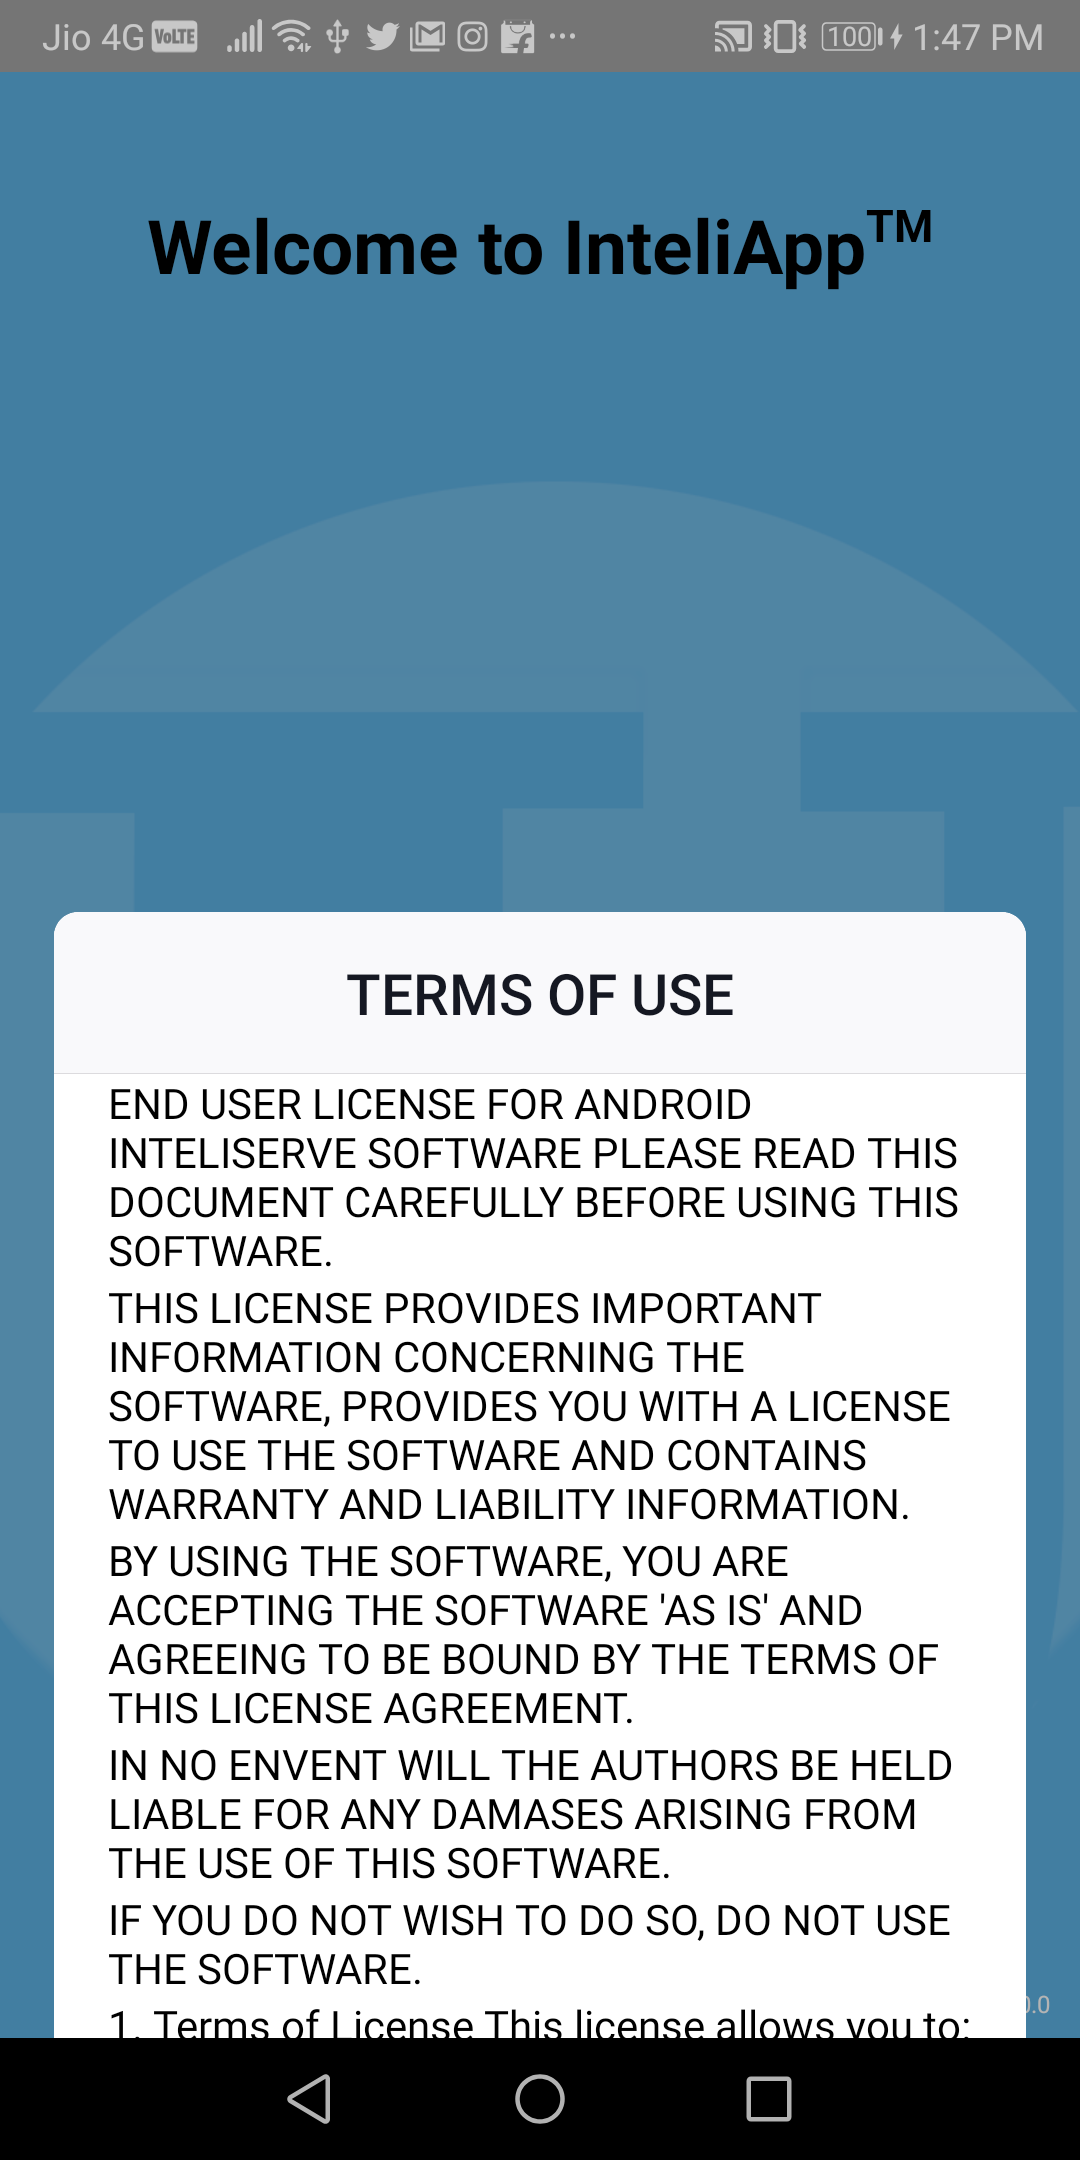 Jio 4G VoLTE 100 1:47 PM
Welcome to InteliApp™
TERMS OF USE
END USER LICENSE FOR ANDROID
INTELISERVE SOFTWARE PLEASE READ THIS
DOCUMENT CAREFULLY BEFORE USING THIS
SOFTWARE.
THIS LICENSE PROVIDES IMPORTANT
INFORMATION CONCERNING THE
SOFTWARE, PROVIDES YOU WITH A LICENSE
TO USE THE SOFTWARE AND CONTAINS
WARRANTY AND LIABILITY INFORMATION.
BY USING THE SOFTWARE, YOU ARE
ACCEPTING THE SOFTWARE 'AS IS' AND
AGREEING TO BE BOUND BY THE TERMS OF
THIS LICENSE AGREEMENT.
IN NO ENVENT WILL THE AUTHORS BE HELD
LIABLE FOR ANY DAMASES ARISING FROM
THE USE OF THIS SOFTWARE.
IF YOU DO NOT WISH TO DO SO, DO NOT USE
THE SOFTWARE.
1. Terms of License This license allows you to: